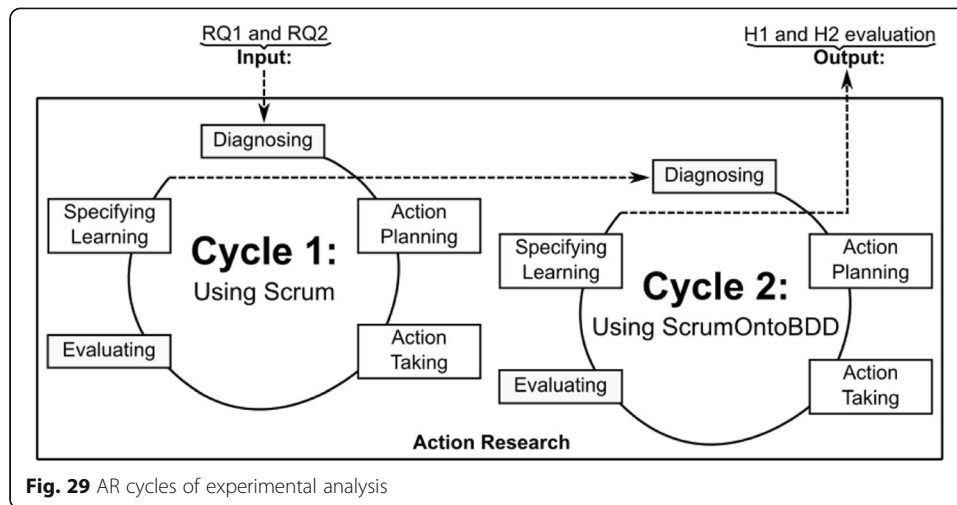 RQ1 and RQ2
Input:
H1 and H2 evaluation
Output:
Diagnosing
Specifying
Learning
Action
Planning
Cycle 1:
Using Scrum
Evaluating
Action
Taking
Diagnosing
Specifying
Learning
Action
Planning
Cycle 2:
Using ScrumOntoBDD
Evaluating
Action
Taking
Action Research
Fig. 29 AR cycles of experimental analysis